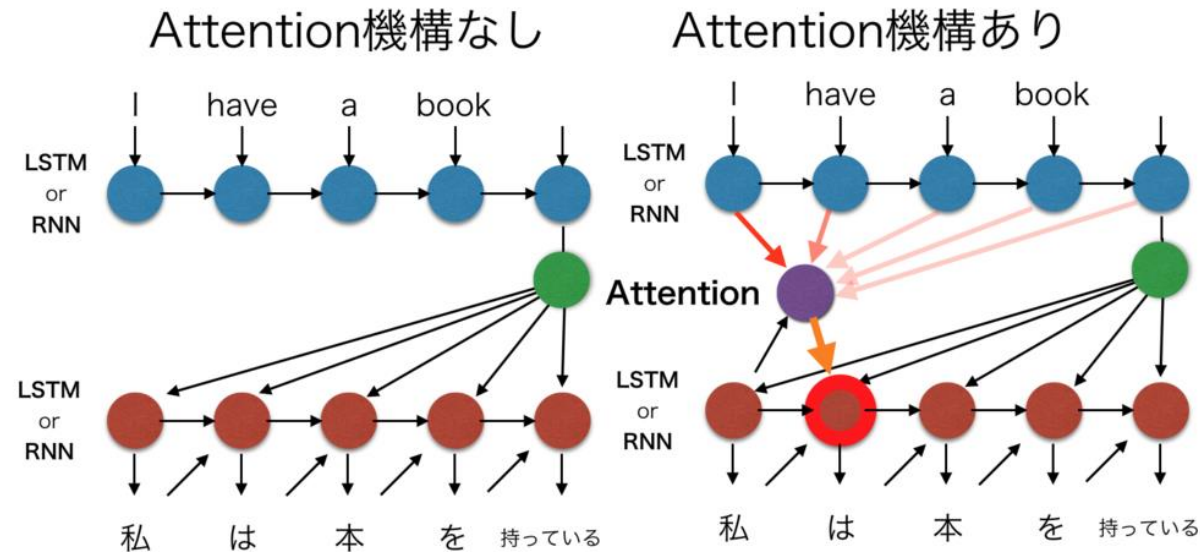 Attention機構なし
I have a book
LSTM
or
RNN
LSTM
or
RNN
私 は 本 を 持っている
Attention機構あり
I have a book
LSTM
or
RNN
Attention
LSTM
or
RNN
私 は 本 を 持っている